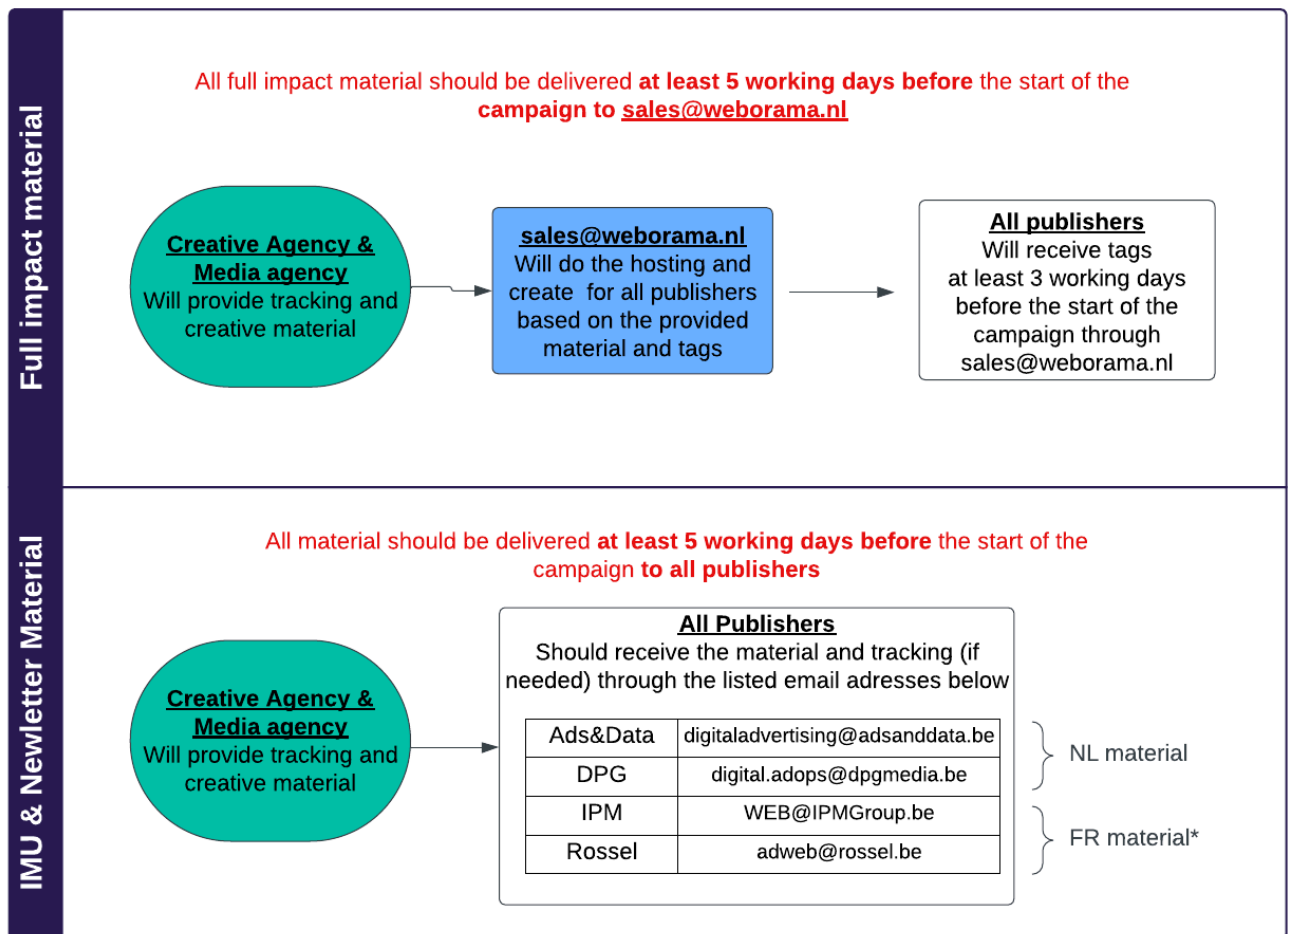 Full impact material
All full impact material should be delivered at least 5 working days before the start of the
campaign to sales@weborama.nl
Creative Agency &
Media agency
Will provide tracking and
creative material
sales@weborama.nl
Will do the hosting and
create for all publishers
based on the provided
material and tags
All publishers
Will receive tags
at least 3 working days
before the start of the
campaign through
sales@weborama.nl
IMU & Newletter Material
All material should be delivered at least 5 working days before the start of the
campaign to all publishers
Creative Agency &
Media agency
Will provide tracking and
creative material
All Publishers
Should receive the material and tracking (if
needed) through the listed email adresses below
Ads&Data digitaladvertising@adsanddata.be
DPG digital.adops@dpgmedia.be
IPM WEB@IPMGroup.be
Rossel adweb@rossel.be
NL material
FR material*